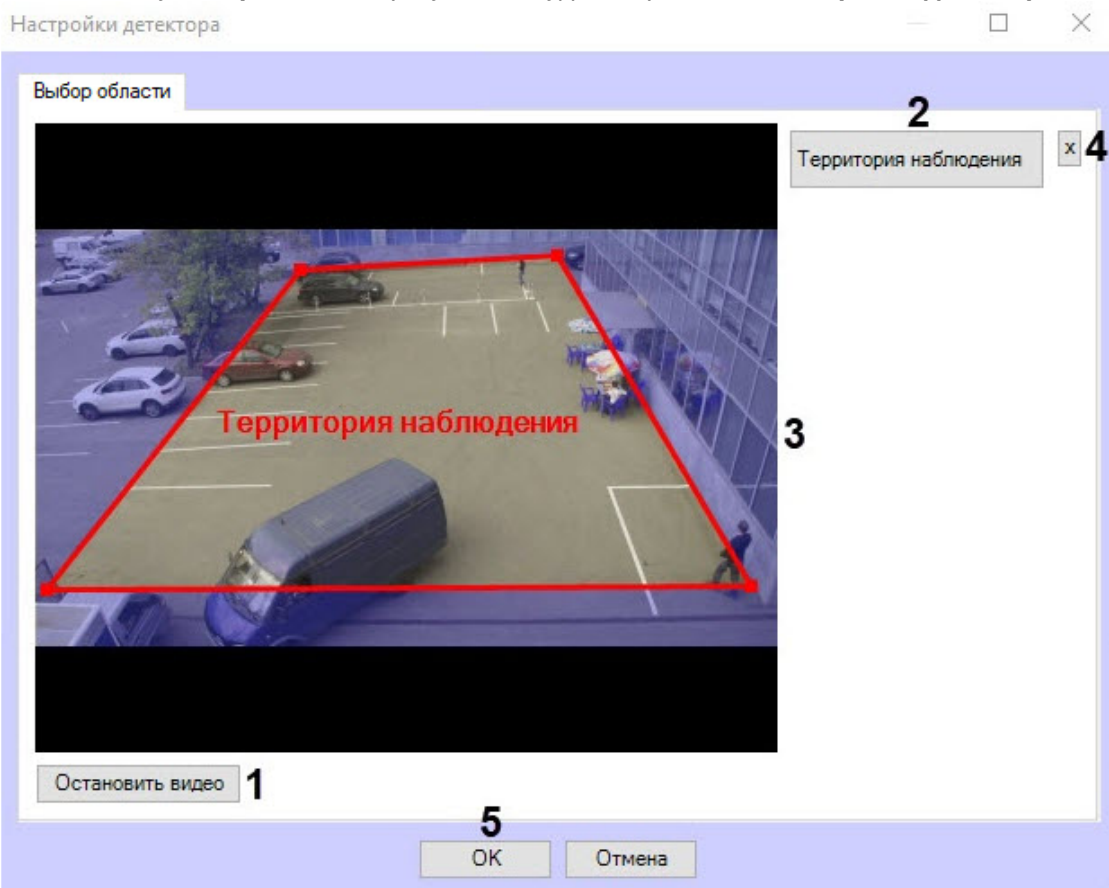 Настройки детектора
Выбор области
2
Территория наблюдения
x
4
Территория наблюдения
3
Остановить видео
1
5
OK
Отмена